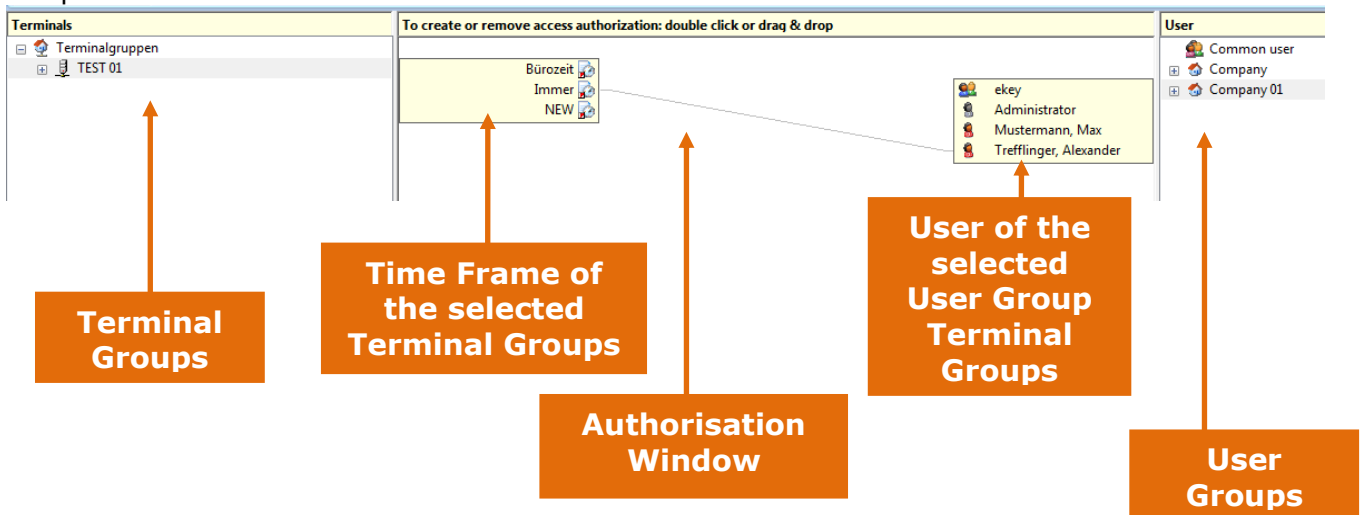 Terminals
To create or remove access authorization: double click or drag & drop
User
Terminalgruppen
TEST 01
Bürozeit
Immer
NEW
ekey
Administrator
Mustermann, Max
Trefflinger, Alexander
Common user
Company
Company 01
Terminal
Groups
Time Frame of
the selected
Terminal Groups
Authorisation
Window
User of the
selected
User Group
Terminal
Groups
User
Groups